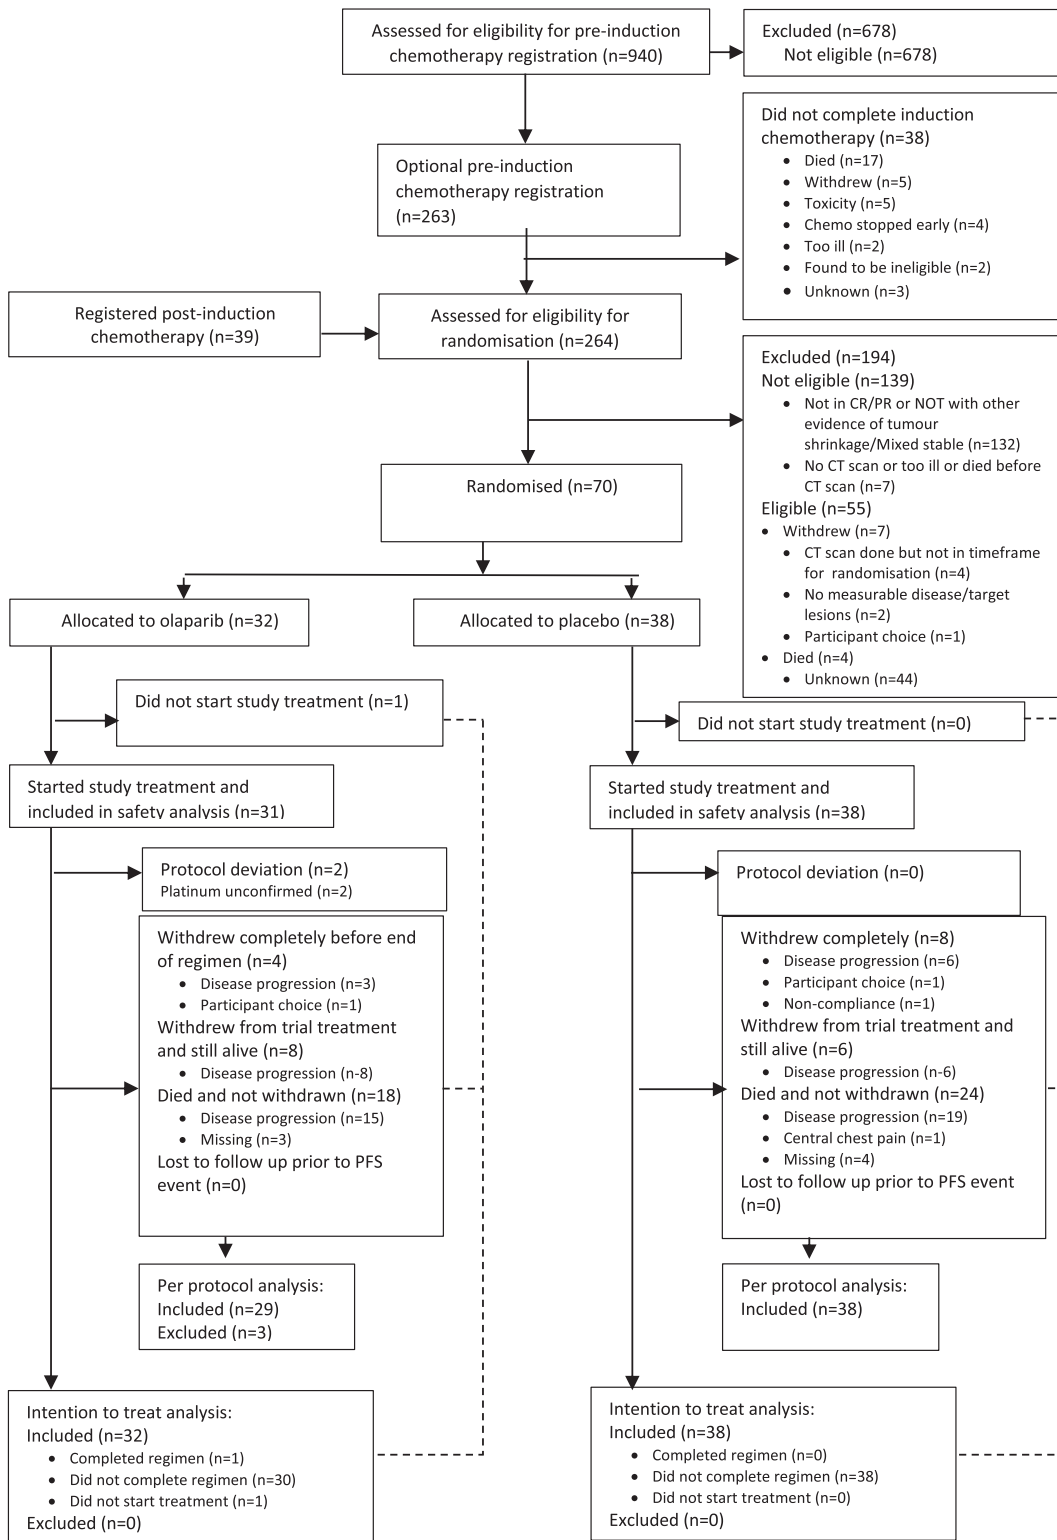 Assessed for eligibility for pre-induction
chemotherapy registration (n=940)
Excluded (n=678)
Not eligible (n=678)
Did not complete induction
chemotherapy (n=38)
• Died (n=17)
• Withdrew (n=5)
• Toxicity (n=5)
• Chemo stopped early (n=4)
• Too ill (n=2)
• Found to be ineligible (n=2)
• Unknown (n=3)
Optional pre-induction
chemotherapy registration
(n=263)
Registered post-induction
chemotherapy (n=39)
Assessed for eligibility for
randomisation (n=264)
Excluded (n=194)
Not eligible (n=139)
• Not in CR/PR or NOT with other
evidence of tumour
shrinkage/Mixed stable (n=132)
• No CT scan or too ill or died before
CT scan (n=7)
Eligible (n=55)
• Withdrew (n=7)
• CT scan done but not in timeframe
for randomisation (n=4)
• No measurable disease/target
lesions (n=2)
• Participant choice (n=1)
• Died (n=4)
• Unknown (n=44)
Randomised (n=70)
Allocated to olaparib (n=32)
Allocated to placebo (n=38)
Did not start study treatment (n=1)
Did not start study treatment (n=0)
Started study treatment and
included in safety analysis (n=31)
Started study treatment and
included in safety analysis (n=38)
Protocol deviation (n=2)
Platinum unconfirmed (n=2)
Protocol deviation (n=0)
Withdrew completely before end
of regimen (n=4)
• Disease progression (n=3)
• Participant choice (n=1)
Withdrew from trial treatment
and still alive (n=8)
• Disease progression (n-8)
Died and not withdrawn (n=18)
• Disease progression (n=15)
• Missing (n=3)
Lost to follow up prior to PFS
event (n=0)
Withdrew completely (n=8)
• Disease progression (n=6)
• Participant choice (n=1)
• Non-compliance (n=1)
Withdrew from trial treatment and
still alive (n=6)
• Disease progression (n-6)
Died and not withdrawn (n=24)
• Disease progression (n=19)
• Central chest pain (n=1)
• Missing (n=4)
Lost to follow up prior to PFS event
(n=0)
Per protocol analysis:
Included (n=29)
Excluded (n=3)
Per protocol analysis:
Included (n=38)
Intention to treat analysis:
Included (n=32)
• Completed regimen (n=1)
• Did not complete regimen (n=30)
• Did not start treatment (n=1)
Excluded (n=0)
Intention to treat analysis:
Included (n=38)
• Completed regimen (n=0)
• Did not complete regimen (n=38)
• Did not start treatment (n=0)
Excluded (n=0)